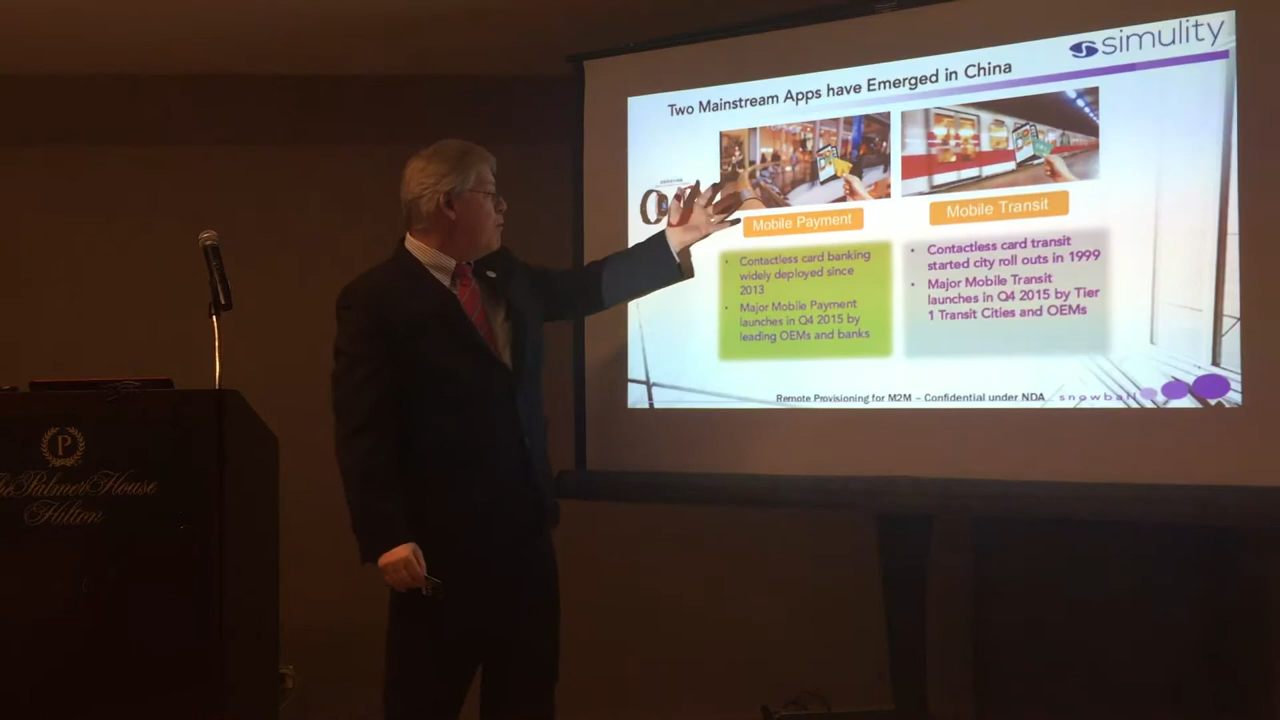 simulity
Two Mainstream Apps have Emerged in China
Mobile Payment
Mobile Transit
• Contactless card banking
widely deployed since
2013
• Major Mobile Payment
launches in Q4 2015 by
leading OEMs and banks
• Contactless card transit
started city roll outs in 1999
• Major Mobile Transit
launches in Q4 2015 by Tier
1 Transit Cities and OEMs
Remote Provisioning for M2M – Confidential under NDA
snowball
P
The Palmer House
Hilton